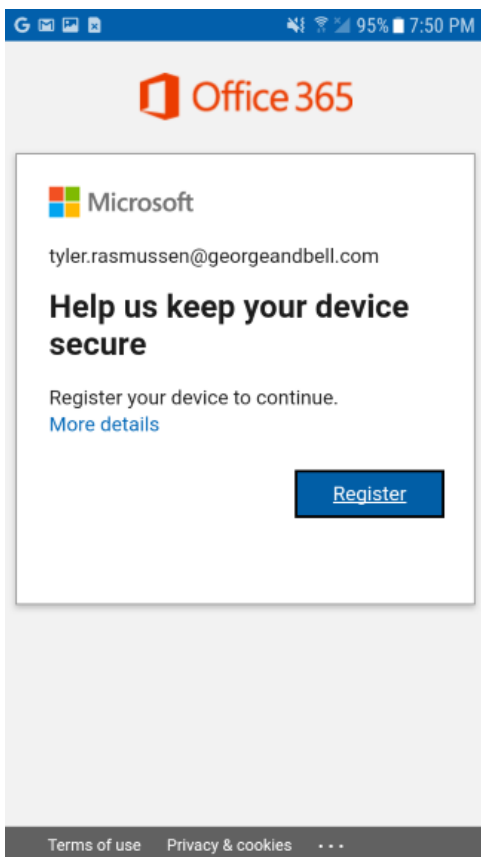 G 95% 7:50 PM
Office 365
Microsoft
tyler.rasmussen@georgeandbell.com
Help us keep your device
secure
Register your device to continue.
More details
Register
Terms of use Privacy & cookies ...